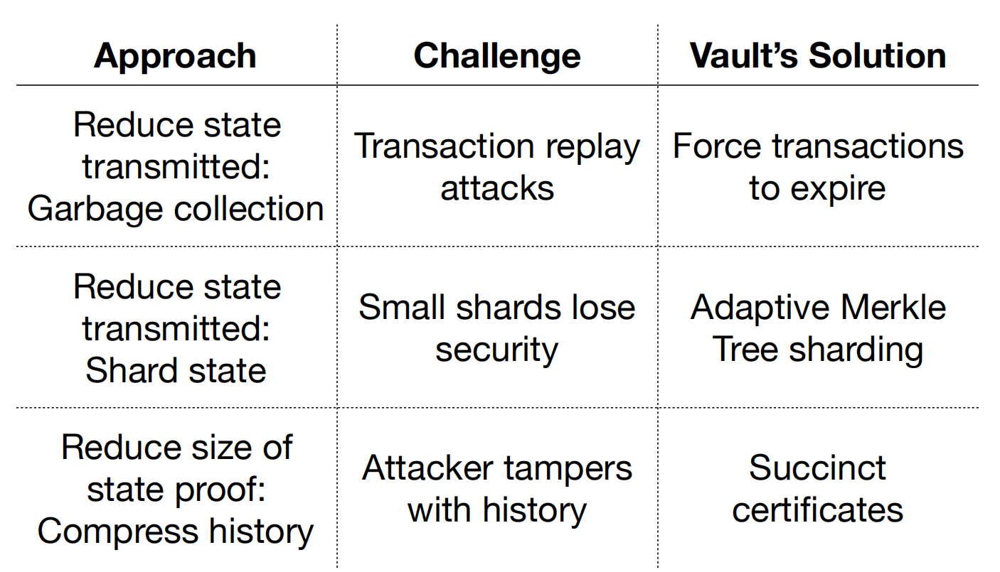 Approach
Challenge
Vault’s Solution
Reduce state
transmitted:
Garbage collection
Transaction replay
attacks
Force transactions
to expire
Reduce state
transmitted:
Shard state
Small shards lose
security
Adaptive Merkle
Tree sharding
Reduce size of
state proof:
Compress history
Attacker tampers
with history
Succinct
certificates